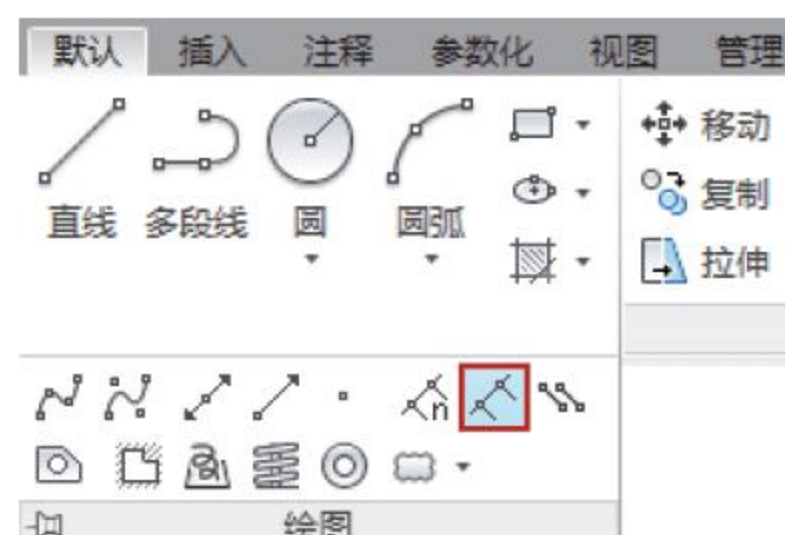 默认 插入 注释 参数化 视图 管理
直线 多段线 圆 圆弧
移动
复制
拉伸
n
绘图